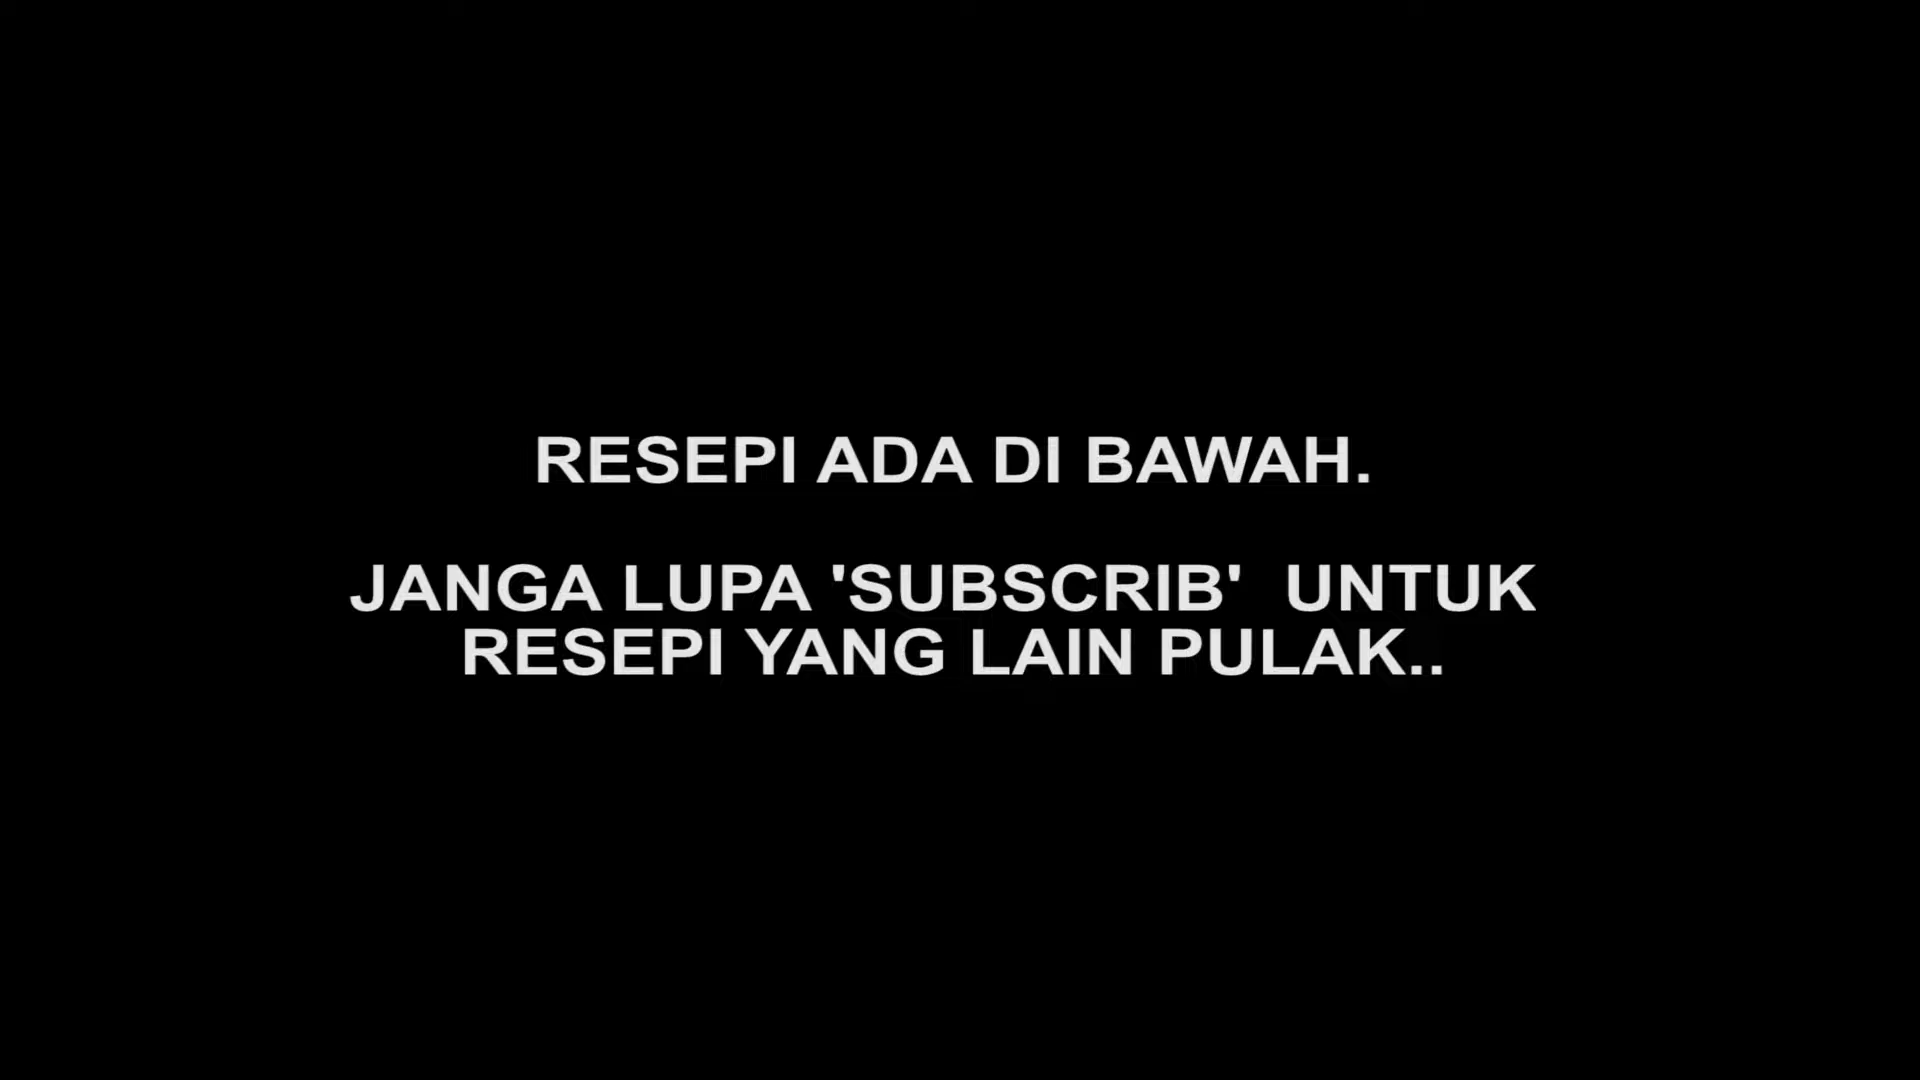 RESEPI ADA DI BAWAH.
JANGA LUPA 'SUBSCRIB'  UNTUK
RESEPI YANG LAIN PULAK..